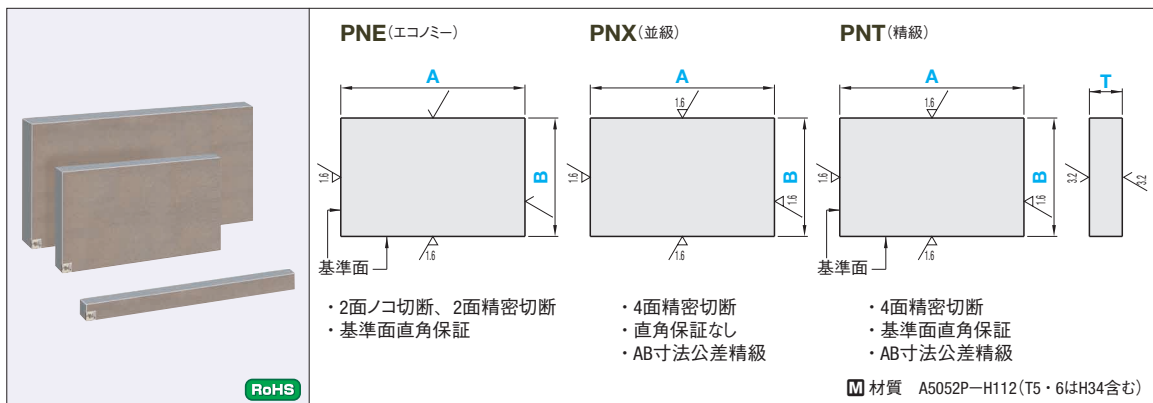 PNE(エコノミー)
A
B
1.6
1.6
基準面
・2面ノコ切断、2面精密切断
・基準面直角保証
PNX(並級)
A
1.6
1.6
B
1.6
1.6
・4面精密切断
・直角保証なし
・AB寸法公差精級
PNT(精級)
A
1.6
1.6
B
1.6
1.6
基準面
T
3.2
3.2
・4面精密切断
・基準面直角保証
・AB寸法公差精級
RoHS
M 材質 A5052P−H112(T5・6はH34含む)